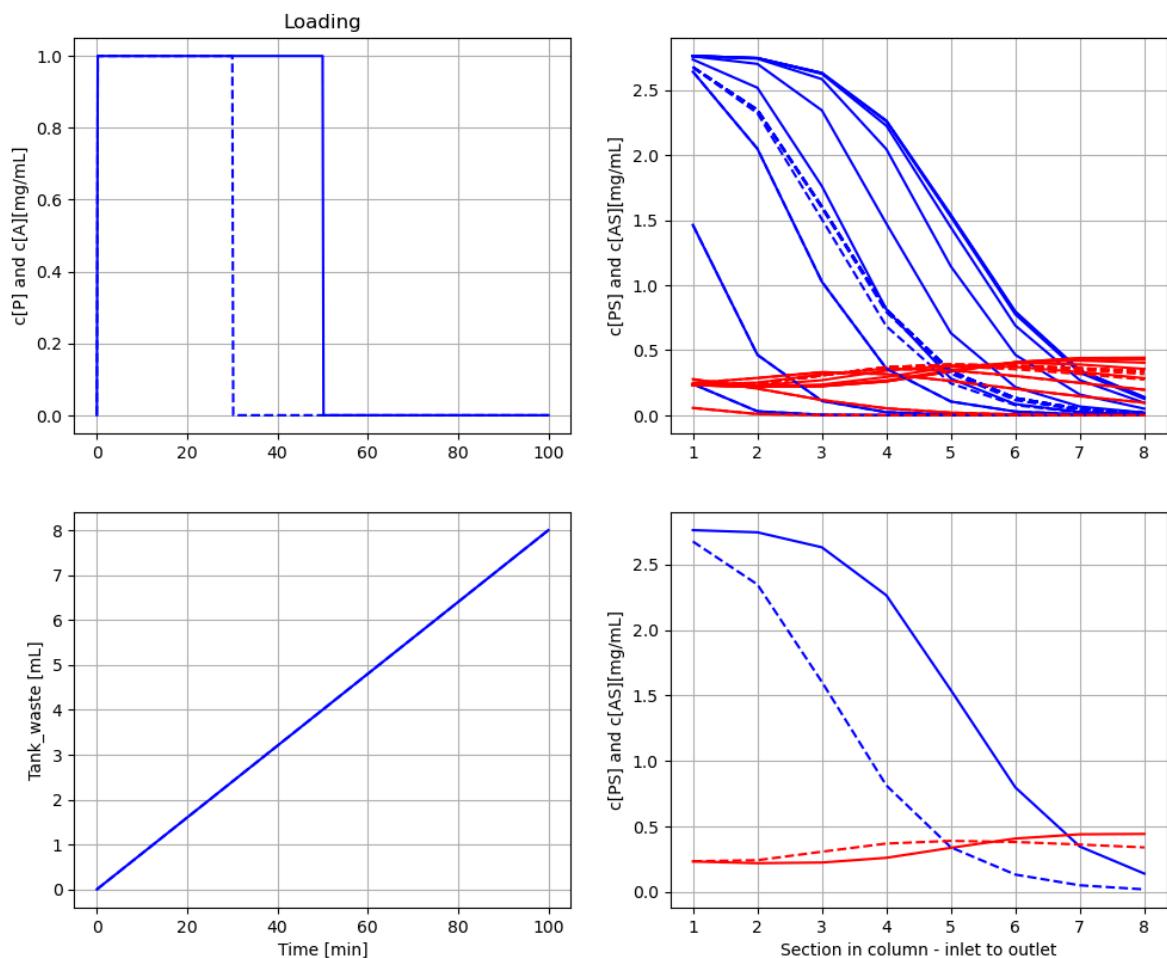 Loading
c[P] and c[A][mg/mL]
1.0
0.8
0.6
0.4
0.2
0.0
0 20 40 60 80 100
c[PS] and c[AS][mg/mL]
2.5
2.0
1.5
1.0
0.5
0.0
1 2 3 4 5 6 7 8
Tank_waste [mL]
8
7
6
5
4
3
2
1
0
0 20 40 60 80 100
Time [min]
c[PS] and c[AS][mg/mL]
2.5
2.0
1.5
1.0
0.5
0.0
1 2 3 4 5 6 7 8
Section in column - inlet to outlet